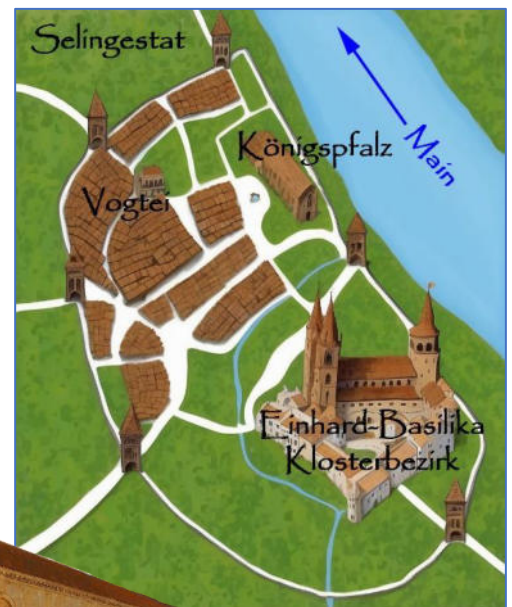 Selingestat
Königspfalz
Main
Vogtei
Einhard-Basilika
Klosterbezirk